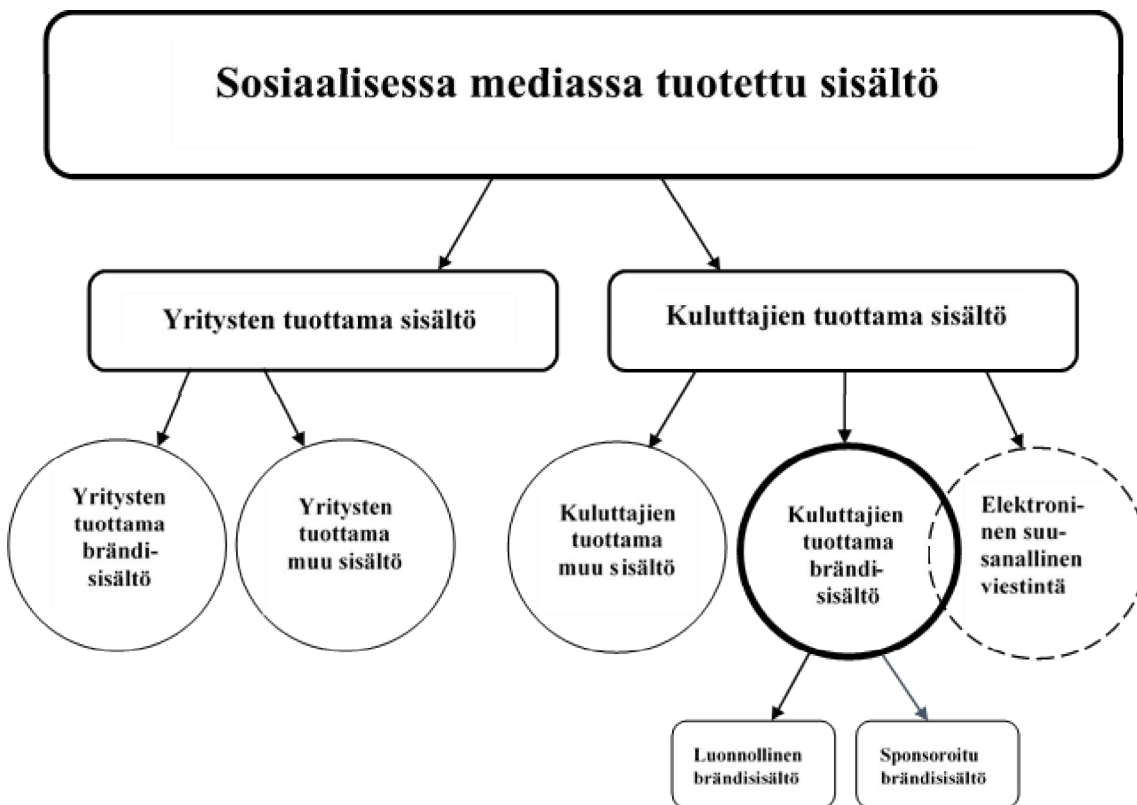 Sosiaalisessa mediassa tuotettu sisältö
Yritysten tuottama sisältö
Kuluttajien tuottama sisältö
Yritysten
tuottama
brändi-
sisältö
Yritysten
tuottama
muu sisältö
Kuluttajien
tuottama
muu sisältö
Kuluttajien
tuottama
brändi-
sisältö
Elektroni-
nen suu-
sanallinen
viestintä
Luonnollinen
brändisisältö
Sponsoroitu
brändisisältö